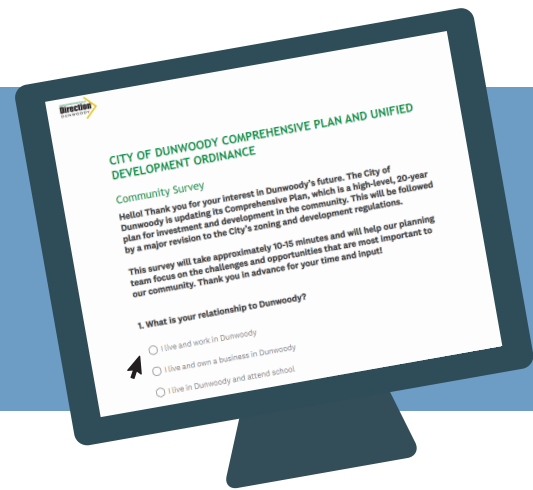 Direction
DUNWOODY
CITY OF DUNWOODY COMPREHENSIVE PLAN AND UNIFIED
DEVELOPMENT ORDINANCE
Community Survey
Hello! Thank you for your interest in Dunwoody's future. The City of
Dunwoody is updating its Comprehensive Plan, which is a high-level, 20-year
plan for investment and development in the community. This will be followed
by a major revision to the City's zoning and development regulations.
This survey will take approximately 10-15 minutes and will help our planning
team focus on the challenges and opportunities that are most important to
our community. Thank you in advance for your time and input!
1. What is your relationship to Dunwoody?
I live and work in Dunwoody
I live and own a business in Dunwoody
I live in Dunwoody and attend school